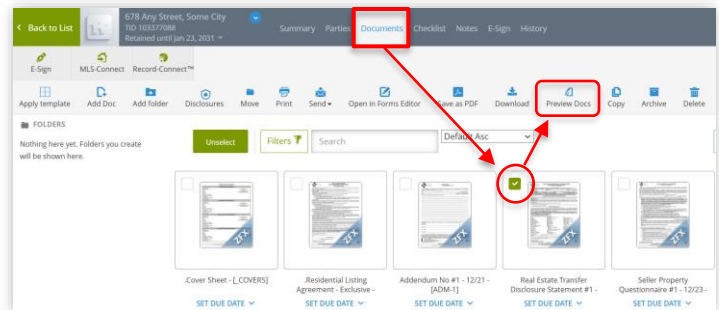 Back to List
678 Any Street, Some City
TID 103377088
Retained until Jan 23, 2031
Summary Parties Documents Checklist Notes E-Sign History
E-Sign MLS-Connect Record-Connect™
Apply template Add Doc Add folder Disclosures Move Print Send Open in Forms Editor Save as PDF Download Preview Docs Copy Archive Delete
FOLDERS
Nothing here yet. Folders you create
will be shown here.
Unselect Filters Search Default Asc
ZFX ZFX ZFX ZFX ZFX
.Cover Sheet - [_COVERS] .Residential Listing Addendum No #1 - 12/21 - Real Estate Transfer Seller Property
Agreement - Exclusive - [ADM-1] Disclosure Statement #1 - Questionnaire #1 - 12/23 -
SET DUE DATE SET DUE DATE SET DUE DATE SET DUE DATE SET DUE DATE